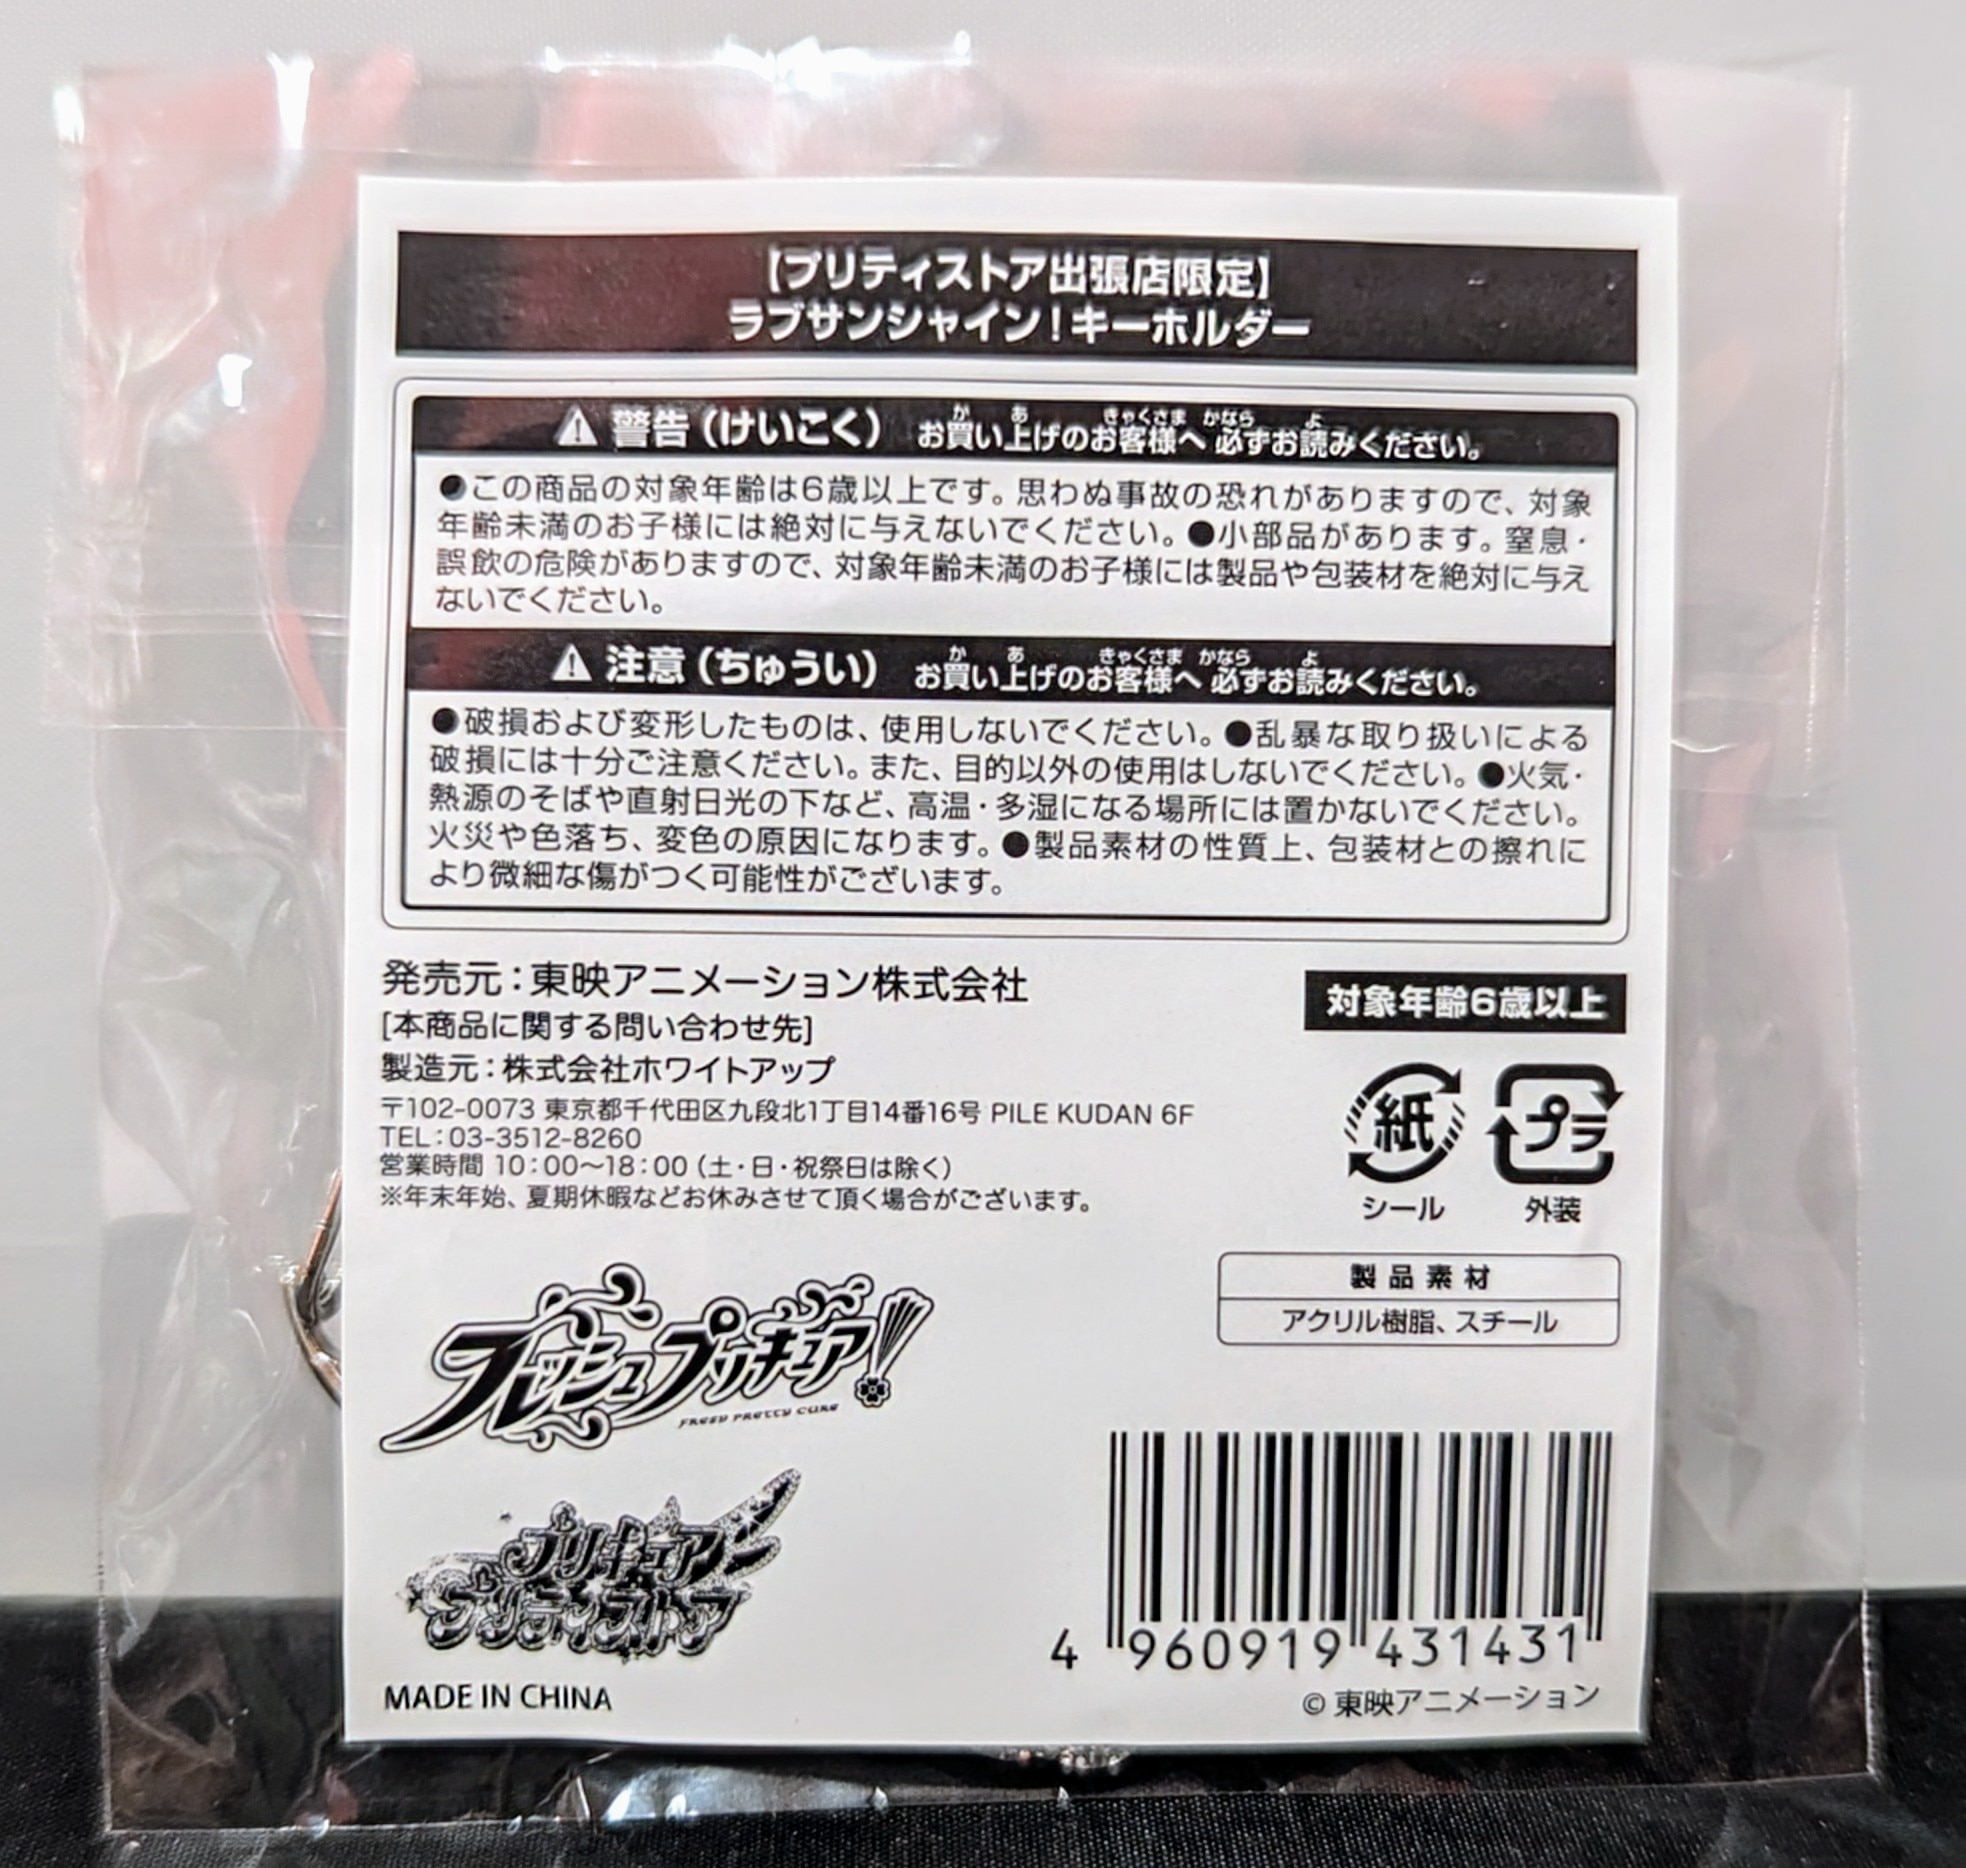 【プリティストア出張店限定】
ラブサンシャイン！キーホルダー
警告（けいこく） お買い上げのお客様へ 必ずお読みください。
か あ きゃくさま かなら よ
●この商品の対象年齢は6歳以上です。思わぬ事故の恐れがありますので、対象
年齢未満のお子様には絶対に与えないでください。●小部品があります。窒息・
誤飲の危険がありますので、対象年齢未満のお子様には製品や包装材を絶対に与え
ないでください。
注意（ちゅうい） お買い上げのお客様へ 必ずお読みください。
か あ きゃくさま かなら よ
●破損および変形したものは、使用しないでください。●乱暴な取り扱いによる
破損には十分ご注意ください。また、目的以外の使用はしないでください。●火気・
熱源のそばや直射日光の下など、高温・多湿になる場所には置かないでください。
火災や色落ち、変色の原因になります。●製品素材の性質上、包装材との擦れに
より微細な傷がつく可能性がございます。
発売元：東映アニメーション株式会社
[本商品に関する問い合わせ先]
製造元：株式会社ホワイトアップ
〒102-0073 東京都千代田区九段北1丁目14番16号 PILE KUDAN 6F
TEL：03-3512-8260
営業時間 10：00～18：00（土・日・祝祭日は除く）
※年末年始、夏期休暇などお休みさせて頂く場合がございます。
対象年齢6歳以上
紙 プラ
シール 外装
製品素材
アクリル樹脂、スチール
フレッシュプリキュア！
FRESH PRETTY CURE
プリキュア
プリティストア
MADE IN CHINA
4 960919 431431
© 東映アニメーション